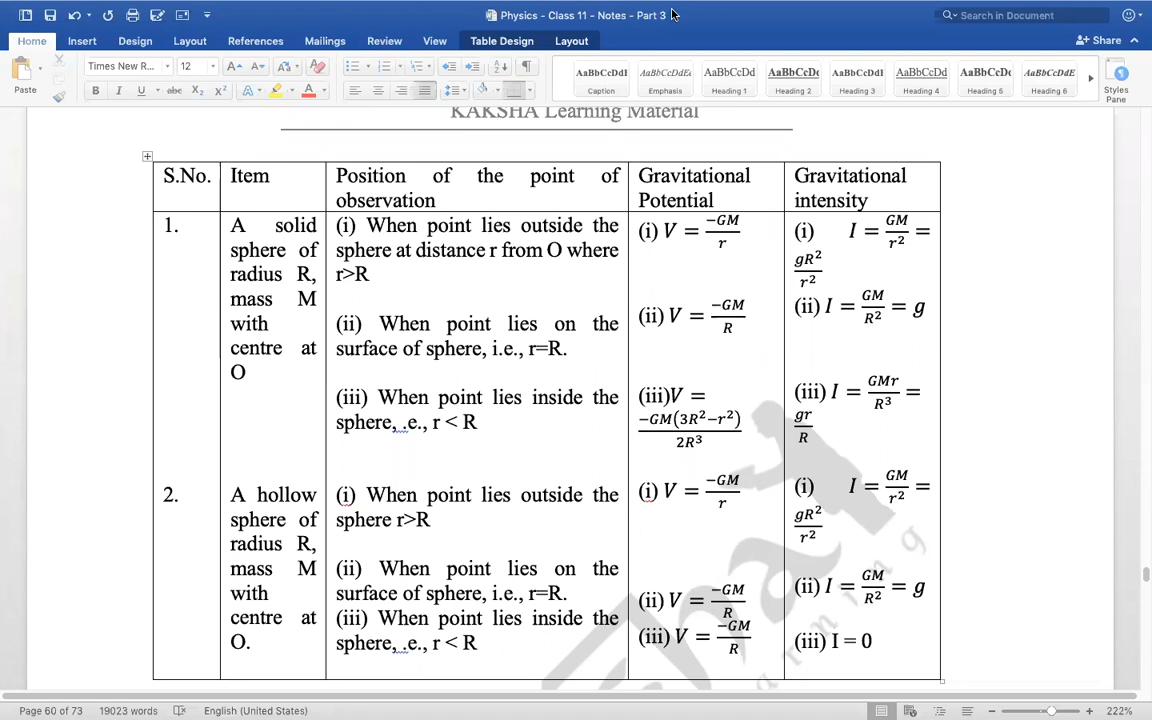 Physics - Class 11 - Notes - Part 3
Search in Document
Home Insert Design Layout References Mailings Review View Table Design Layout
Share
Paste
Times New R...
12
AaBbCcDdI AaBbCcDdEe AaBbCcDd AaBbCcDc AaBbCcDdI AaBbCcDd AaBbCcDc AaBbCcDdE
Caption Emphasis Heading 1 Heading 2 Heading 3 Heading 4 Heading 5 Heading 6
Styles
Pane
KAKSHA Learning Material
S.No. Item Position of the point of observation Gravitational Potential Gravitational intensity
1.
A solid
sphere of
radius R,
mass M
with
centre at
O
(i) When point lies outside the
sphere at distance r from O where
r>R
(ii) When point lies on the
surface of sphere, i.e., r=R.
(iii) When point lies inside the
sphere, .e., r < R
(i) V = -GM/r
(ii) V = -GM/R
(iii)V =
-GM(3R²-r²)/2R³
(i) I = GM/r² =
gR²/r²
(ii) I = GM/R² = g
(iii) I = GMr/R³ =
gr/R
2.
A hollow
sphere of
radius R,
mass M
with
centre at
O.
(i) When point lies outside the
sphere r>R
(ii) When point lies on the
surface of sphere, i.e., r=R.
(iii) When point lies inside the
sphere, .e., r < R
(i) V = -GM/r
(ii) V = -GM/R
(iii) V = -GM/R
(i) I = GM/r² =
gR²/r²
(ii) I = GM/R² = g
(iii) I = 0
Page 60 of 73 19023 words English (United States) 222%